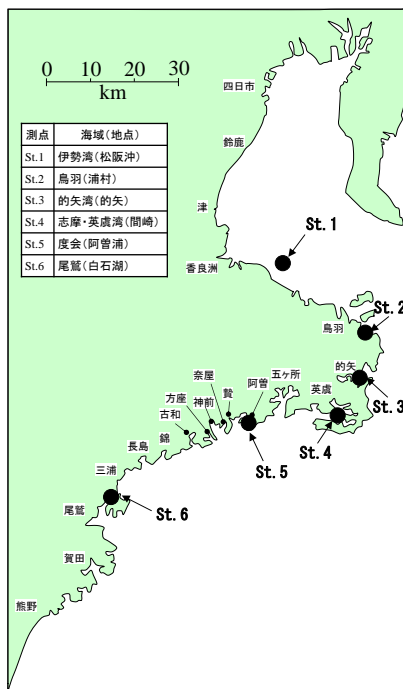 0 10 20 30
km
四日市
鈴鹿
測点 海域(地点)
St.1 伊勢湾(松阪沖)
St.2 鳥羽(浦村)
St.3 的矢湾(的矢)
St.4 志摩・英虞湾(間崎)
St.5 度会(阿曽浦)
St.6 尾鷲(白石湖)
津
St. 1
香良洲
St. 2
鳥羽
的矢
St. 3
五ヶ所
英虞
St. 4
奈屋
贄
阿曽
方座
神前
古和
St. 5
錦
長島
三浦
St. 6
尾鷲
賀田
熊野